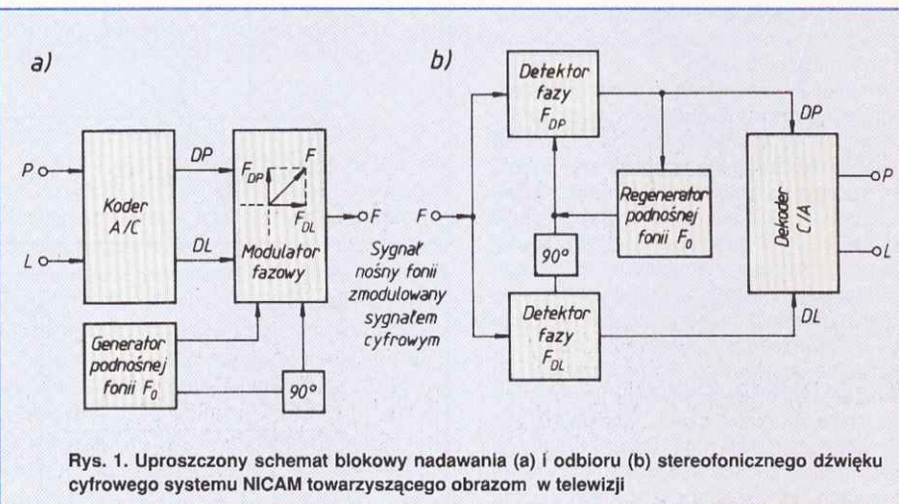 a)
P
L
Koder
A/C
DP
DL
F_DP
F
F_DL
Modulator
fazowy
F
Generator
podnośnej
fonii F_0
90°
Sygnał
nośny fonii
zmodulowany
sygnałem
cyfrowym
b)
F
Detektor
fazy
F_DP
90°
Detektor
fazy
F_DL
Regenerator
podnośnej
fonii F_0
DP
DL
Dekoder
C/A
P
L
Rys. 1. Uproszczony schemat blokowy nadawania (a) i odbioru (b) stereofonicznego dźwięku
cyfrowego systemu NICAM towarzyszącego obrazom w telewizji